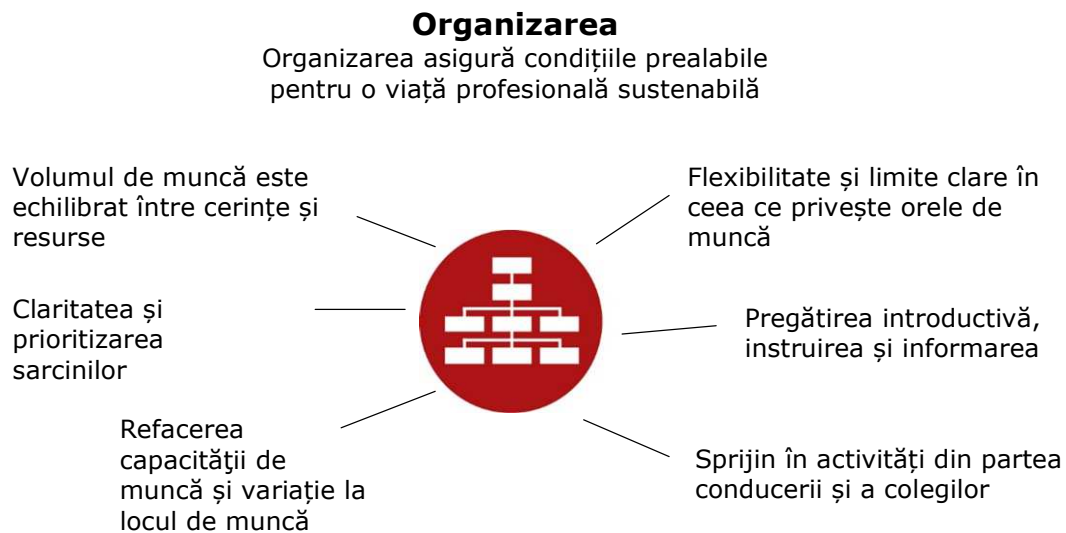 Organizarea
Organizarea asigură condițiile prealabile
pentru o viață profesională sustenabilă
Volumul de muncă este
echilibrat între cerințe și
resurse
Flexibilitate și limite clare în
ceea ce privește orele de
muncă
Claritatea și
prioritizarea
sarcinilor
Pregătirea introductivă,
instruirea și informarea
Refacerea
capacităţii de
muncă și variație la
locul de muncă
Sprijin în activități din partea
conducerii și a colegilor